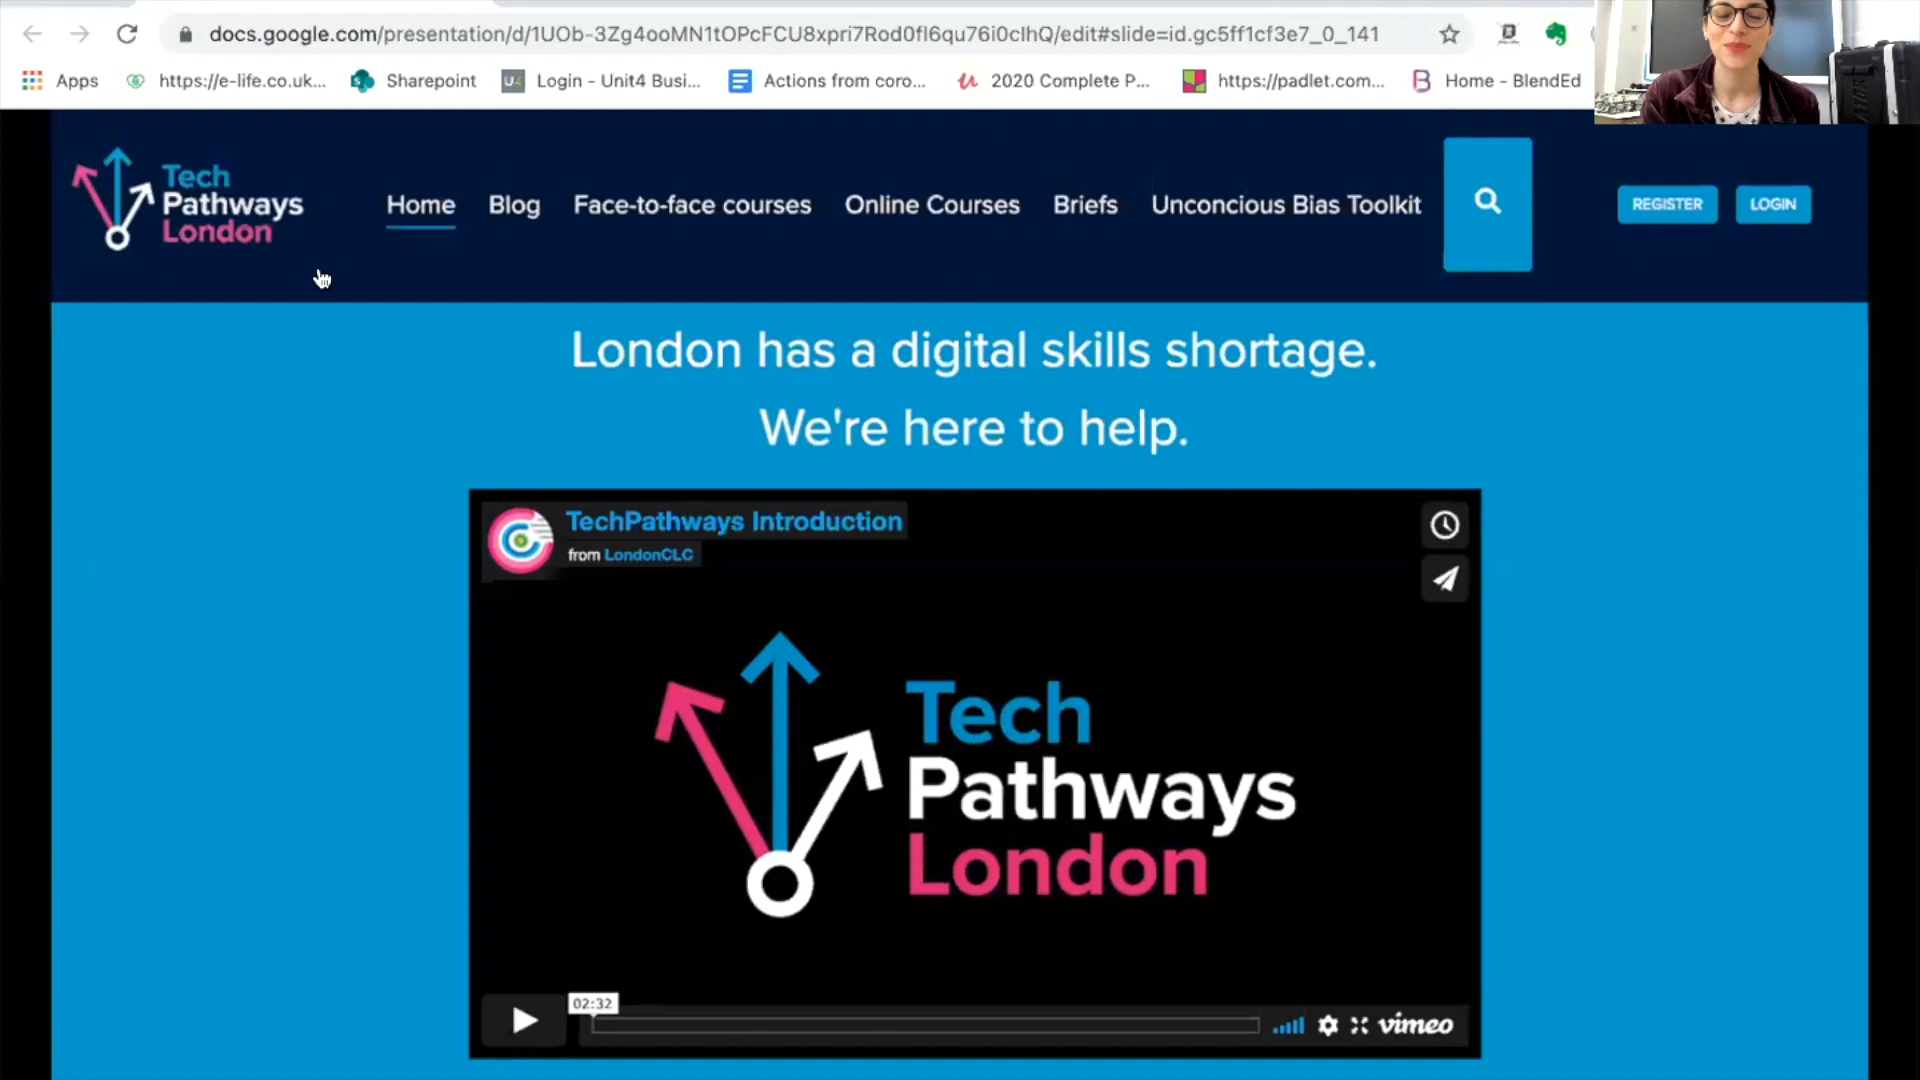 docs.google.com/presentation/d/1UOb-3Zg4ooMN1tOPcFCU8xpri7Rod0fl6qu76i0cIhQ/edit#slide=id.gc5ff1cf3e7_0_141
Apps https://e-life.co.uk... Sharepoint Login - Unit4 Busi... Actions from coro... 2020 Complete P... https://padlet.com... Home - BlendEd
Tech
Pathways
London
Home Blog Face-to-face courses Online Courses Briefs Unconcious Bias Toolkit REGISTER LOGIN
London has a digital skills shortage.
We're here to help.
TechPathways Introduction
from LondonCLC
Tech
Pathways
London
02:32
vimeo